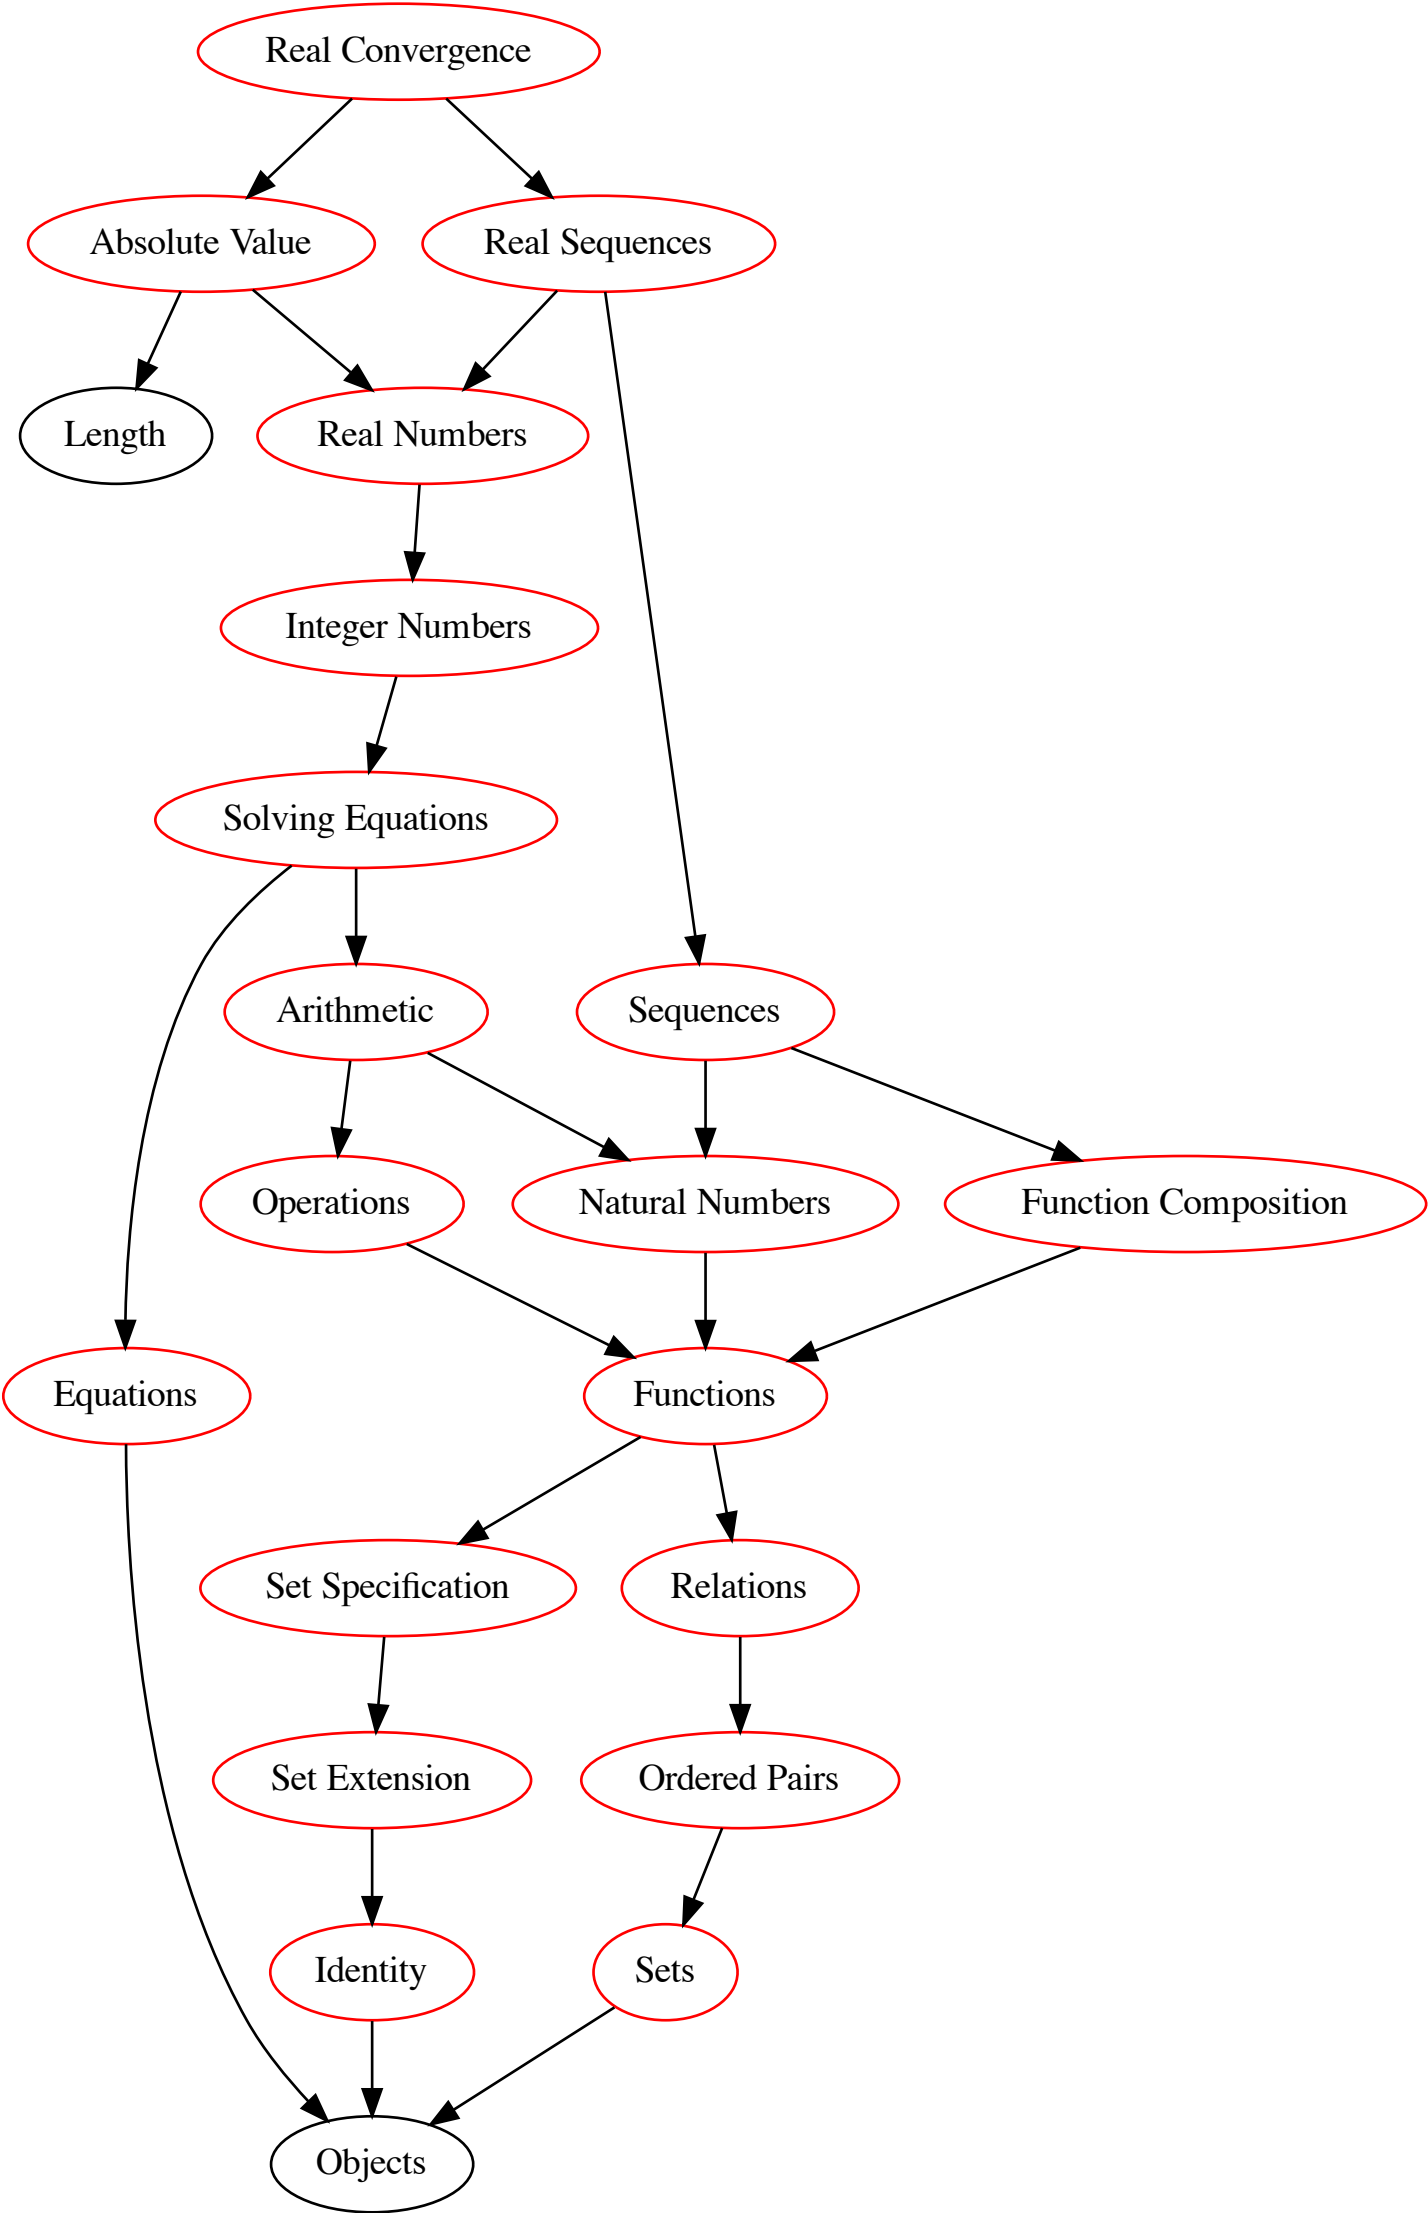 Real Convergence
Absolute Value
Real Sequences
Length
Real Numbers
Integer Numbers
Solving Equations
Arithmetic
Sequences
Operations
Natural Numbers
Function Composition
Equations
Functions
Set Specification
Relations
Set Extension
Ordered Pairs
Identity
Sets
Objects